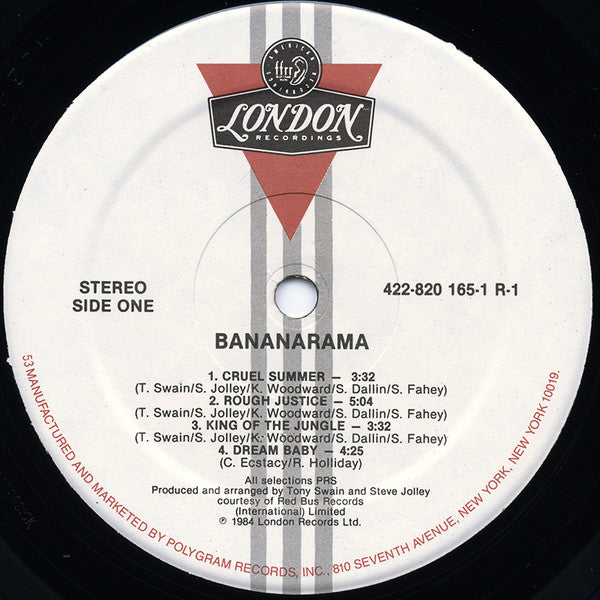 AMERICAN
ffrr
LONDON
RECORDINGS
STEREO
SIDE ONE
422-820 165-1 R-1
BANANARAMA
1. CRUEL SUMMER — 3:32
(T. Swain/S. Jolley/K. Woodward/S. Dallin/S. Fahey)
2. ROUGH JUSTICE — 5:04
(T. Swain/S. Jolley/K. Woodward/S. Dallin/S. Fahey)
3. KING OF THE JUNGLE — 3:32
(T. Swain/S. Jolley/K. Woodward/S. Dallin/S. Fahey)
4. DREAM BABY — 4:25
(C. Ecstacy/R. Holliday)
All selections PRS
Produced and arranged by Tony Swain and Steve Jolley
courtesy of Red Bus Records
(International) Limited
℗ 1984 London Records Ltd.
53 MANUFACTURED AND MARKETED BY POLYGRAM RECORDS, INC., 810 SEVENTH AVENUE, NEW YORK, NEW YORK 10019.